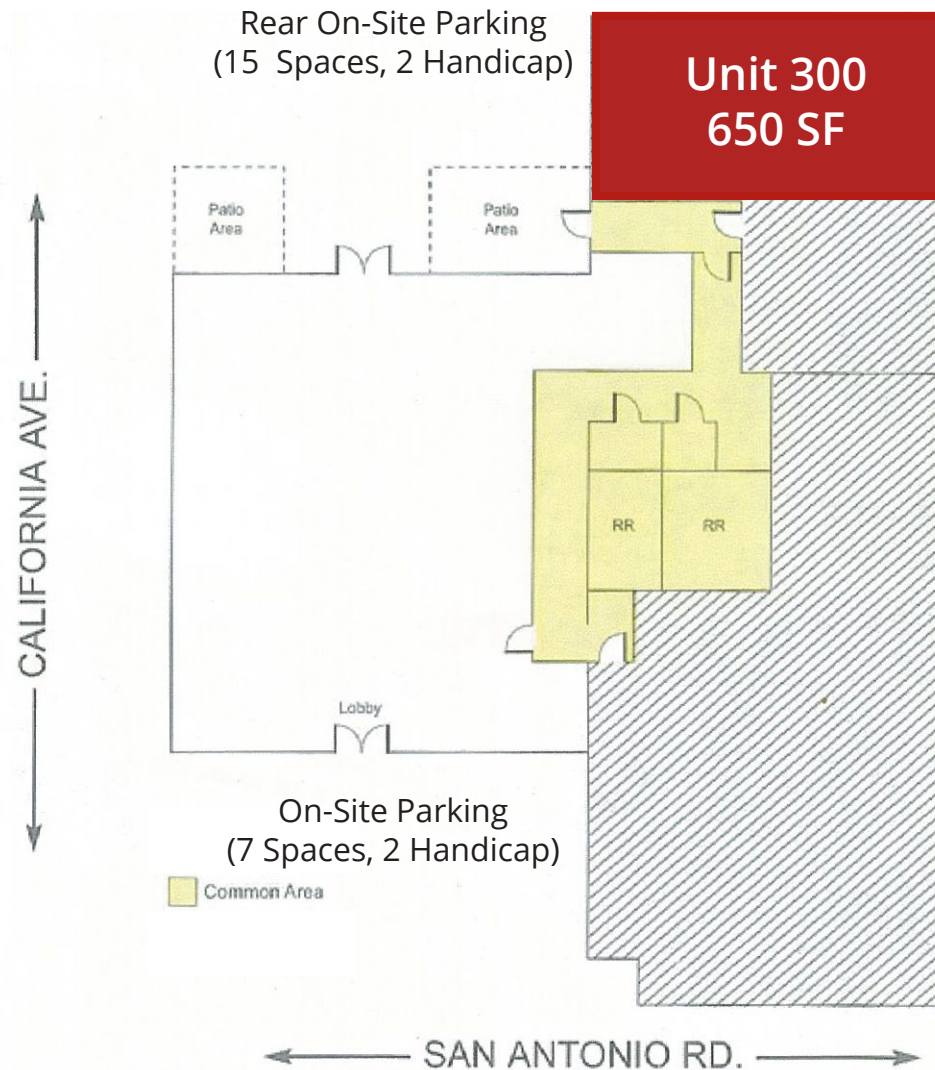 Rear On-Site Parking
(15 Spaces, 2 Handicap)
Unit 300
650 SF
Patio
Area
Patio
Area
CALIFORNIA AVE.
RR
RR
Lobby
On-Site Parking
(7 Spaces, 2 Handicap)
Common Area
SAN ANTONIO RD.